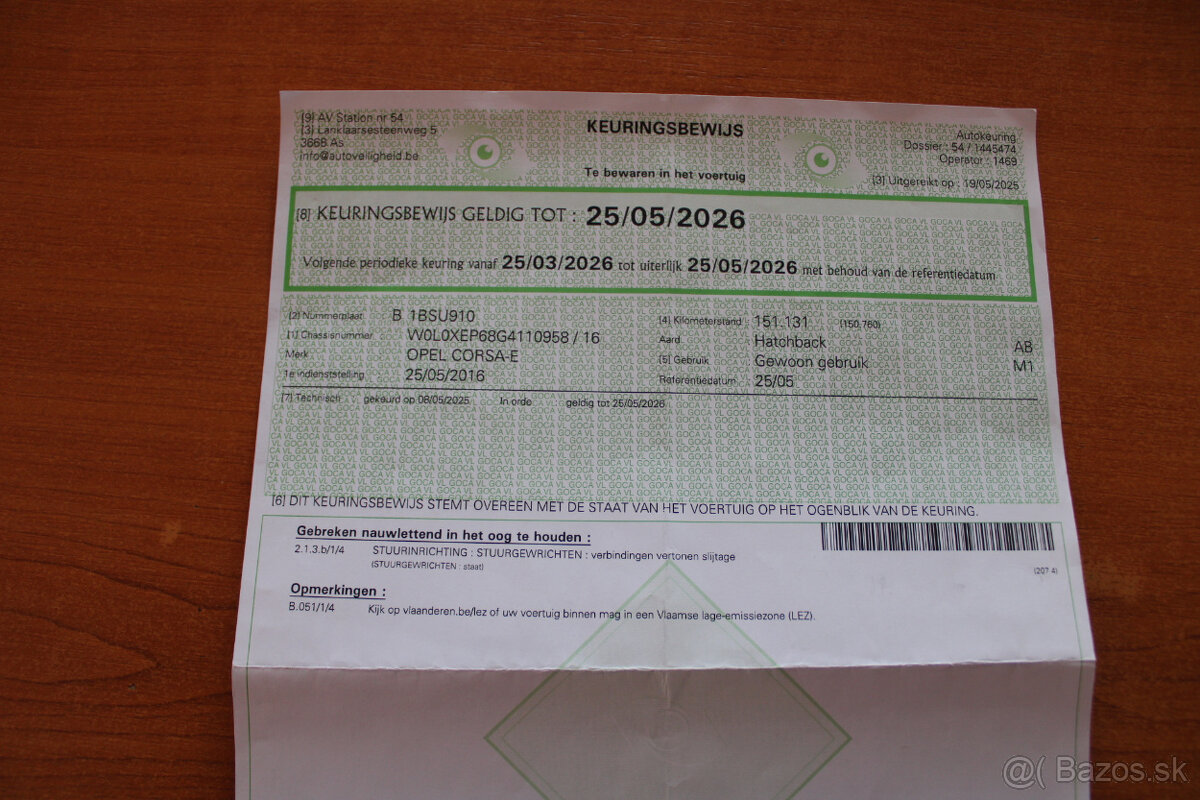 [9] AV Station nr 54
[3] Lanklaarsesteenweg 5
3668 As
info@autoveiligheid.be
KEURINGSBEWIJS
Te bewaren in het voertuig
Autokeuring
Dossier : 54 / 1445474
Operator : 1469
[3] Uitgereikt op : 19/05/2025
[8] KEURINGSBEWIJS GELDIG TOT : 25/05/2026
Volgende periodieke keuring vanaf 25/03/2026 tot uiterlijk 25/05/2026 met behoud van de referentiedatum
[2] Nummerplaat B 1BSU910
[1] Chassisnummer W0L0XEP68G4110958 / 16
Merk OPEL CORSA-E
1e indienststelling 25/05/2016
[4] Kilometerstand 151.131 (150.760)
Aard Hatchback AB
[5] Gebruik Gewoon gebruik M1
Referentiedatum 25/05
[7] Technisch : gekeurd op 08/05/2025 In orde geldig tot 25/05/2026
[6] DIT KEURINGSBEWIJS STEMT OVEREEN MET DE STAAT VAN HET VOERTUIG OP HET OGENBLIK VAN DE KEURING.
Gebreken nauwlettend in het oog te houden :
2.1.3.b/1/4 STUURINRICHTING : STUURGEWRICHTEN : verbindingen vertonen slijtage
(STUURGEWRICHTEN : staat)
(207.4)
Opmerkingen :
B.051/1/4 Kijk op vlaanderen.be/lez of uw voertuig binnen mag in een Vlaamse lage-emissiezone (LEZ).
@( Bazos.sk